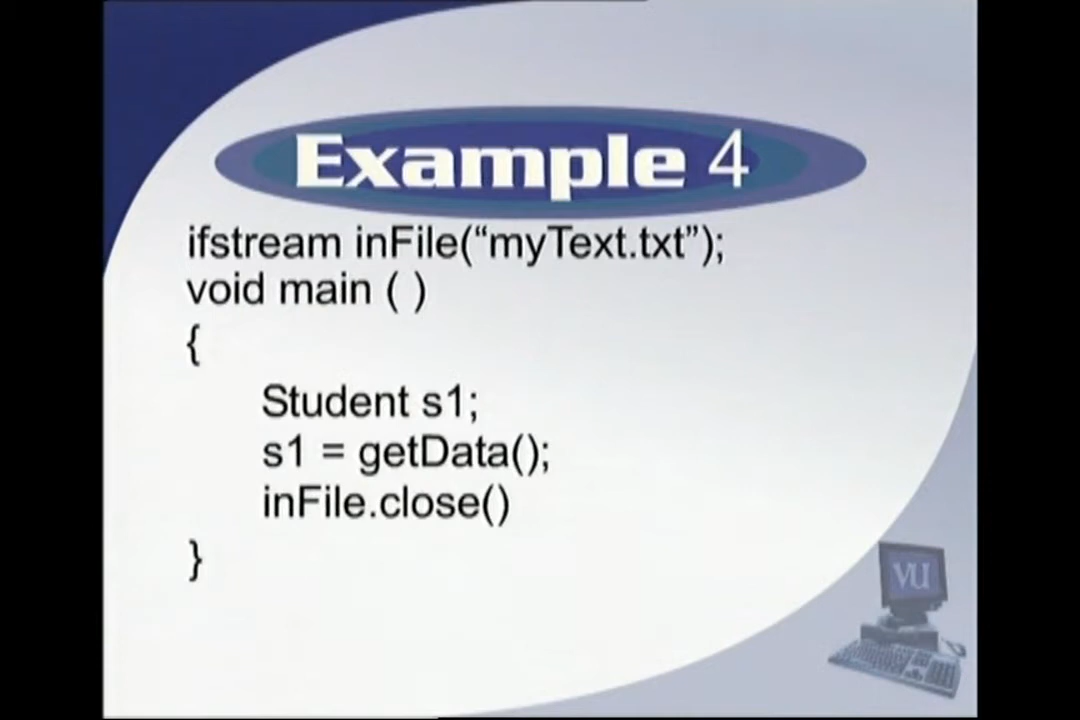 Example 4
ifstream inFile(“myText.txt”);
void main ( )
{
Student s1;
s1 = getData();
inFile.close()
}
VU